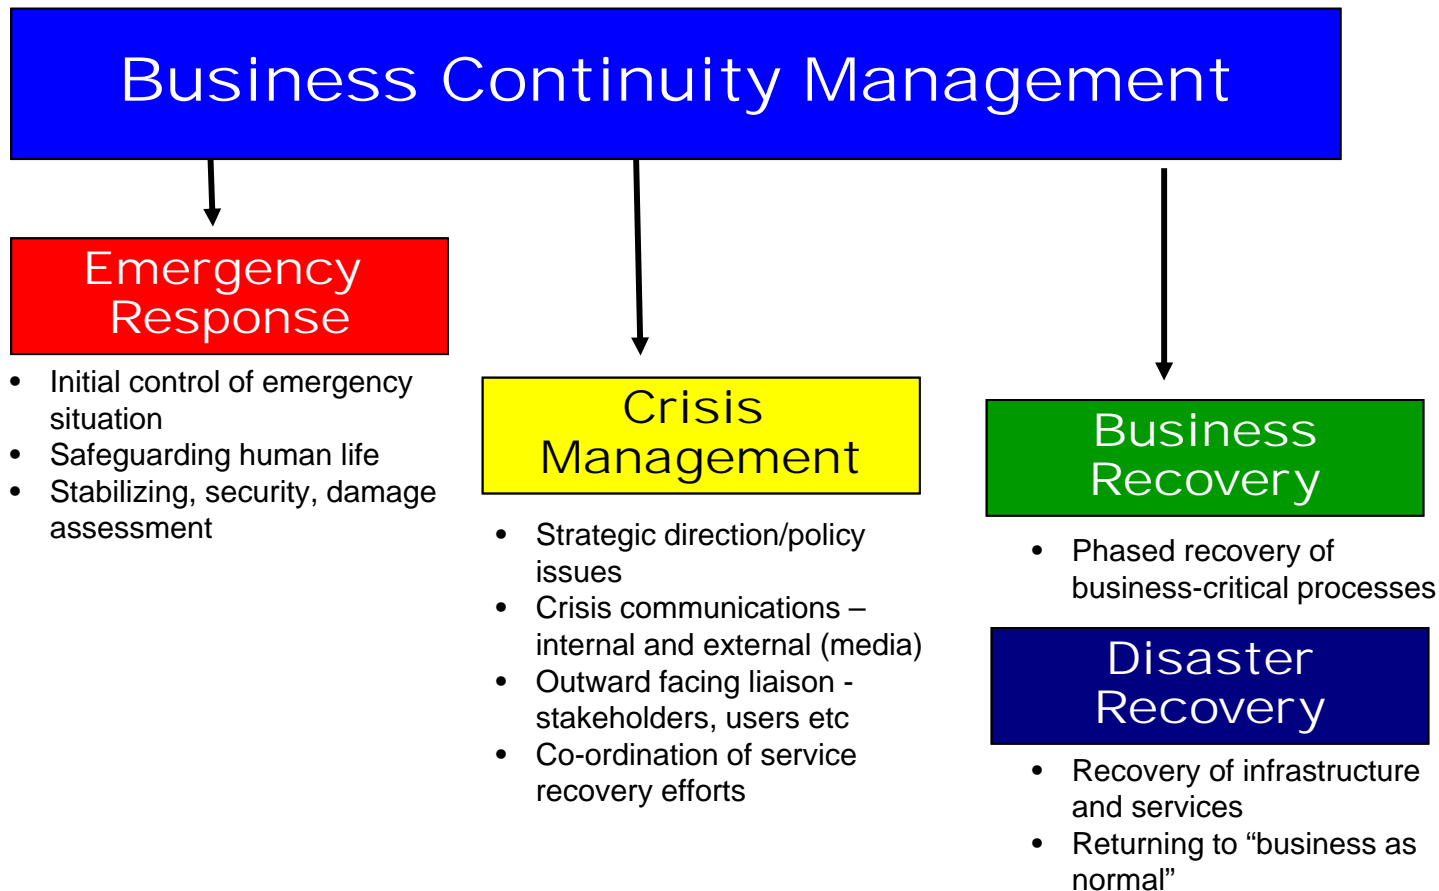 Business Continuity Management
Emergency
Response
• Initial control of emergency
situation
• Safeguarding human life
• Stabilizing, security, damage
assessment
Crisis
Management
• Strategic direction/policy
issues
• Crisis communications –
internal and external (media)
• Outward facing liaison -
stakeholders, users etc
• Co-ordination of service
recovery efforts
Business
Recovery
• Phased recovery of
business-critical processes
Disaster
Recovery
• Recovery of infrastructure
and services
• Returning to “business as
normal”